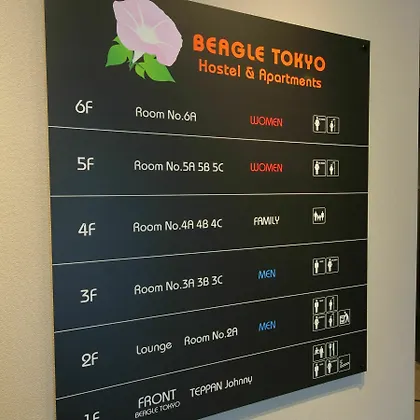 BEAGLE TOKYO
Hostel & Apartments
6F Room No.6A WOMEN
5F Room No.5A 5B 5C WOMEN
4F Room No.4A 4B 4C FAMILY
3F Room No.3A 3B 3C MEN
2F Lounge Room No.2A MEN
1F FRONT TEPPAN Johnny
BEAGLE TOKYO